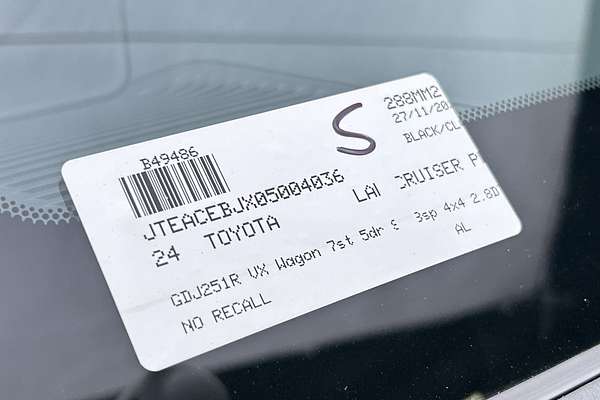 B49486
S
288MM2
27/11/20
BLACK/CL
JTEACEBJX05004036
24 TOYOTA LAN CRUISER P
GDJ251R VX Wagon 7st 5dr S 3sp 4x4 2.8D
AL
NO RECALL